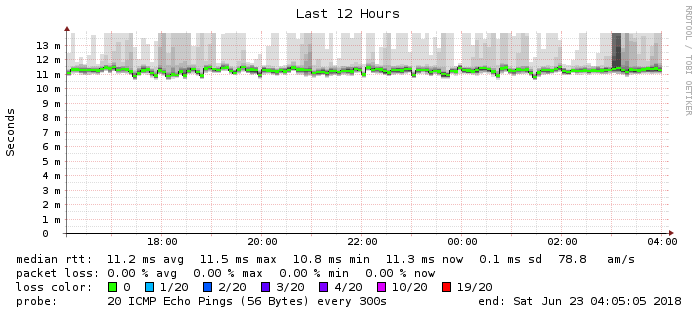 Last 12 Hours
RRDTOOL / TOBI OETIKER
Seconds
13 m
12 m
11 m
10 m
9 m
8 m
7 m
6 m
5 m
4 m
3 m
2 m
1 m
0
18:00 20:00 22:00 00:00 02:00 04:00
median rtt: 11.2 ms avg 11.5 ms max 10.8 ms min 11.3 ms now 0.1 ms sd 78.8 am/s
packet loss: 0.00 % avg 0.00 % max 0.00 % min 0.00 % now
loss color: 0 1/20 2/20 3/20 4/20 10/20 19/20
probe: 20 ICMP Echo Pings (56 Bytes) every 300s end: Sat Jun 23 04:05:05 2018